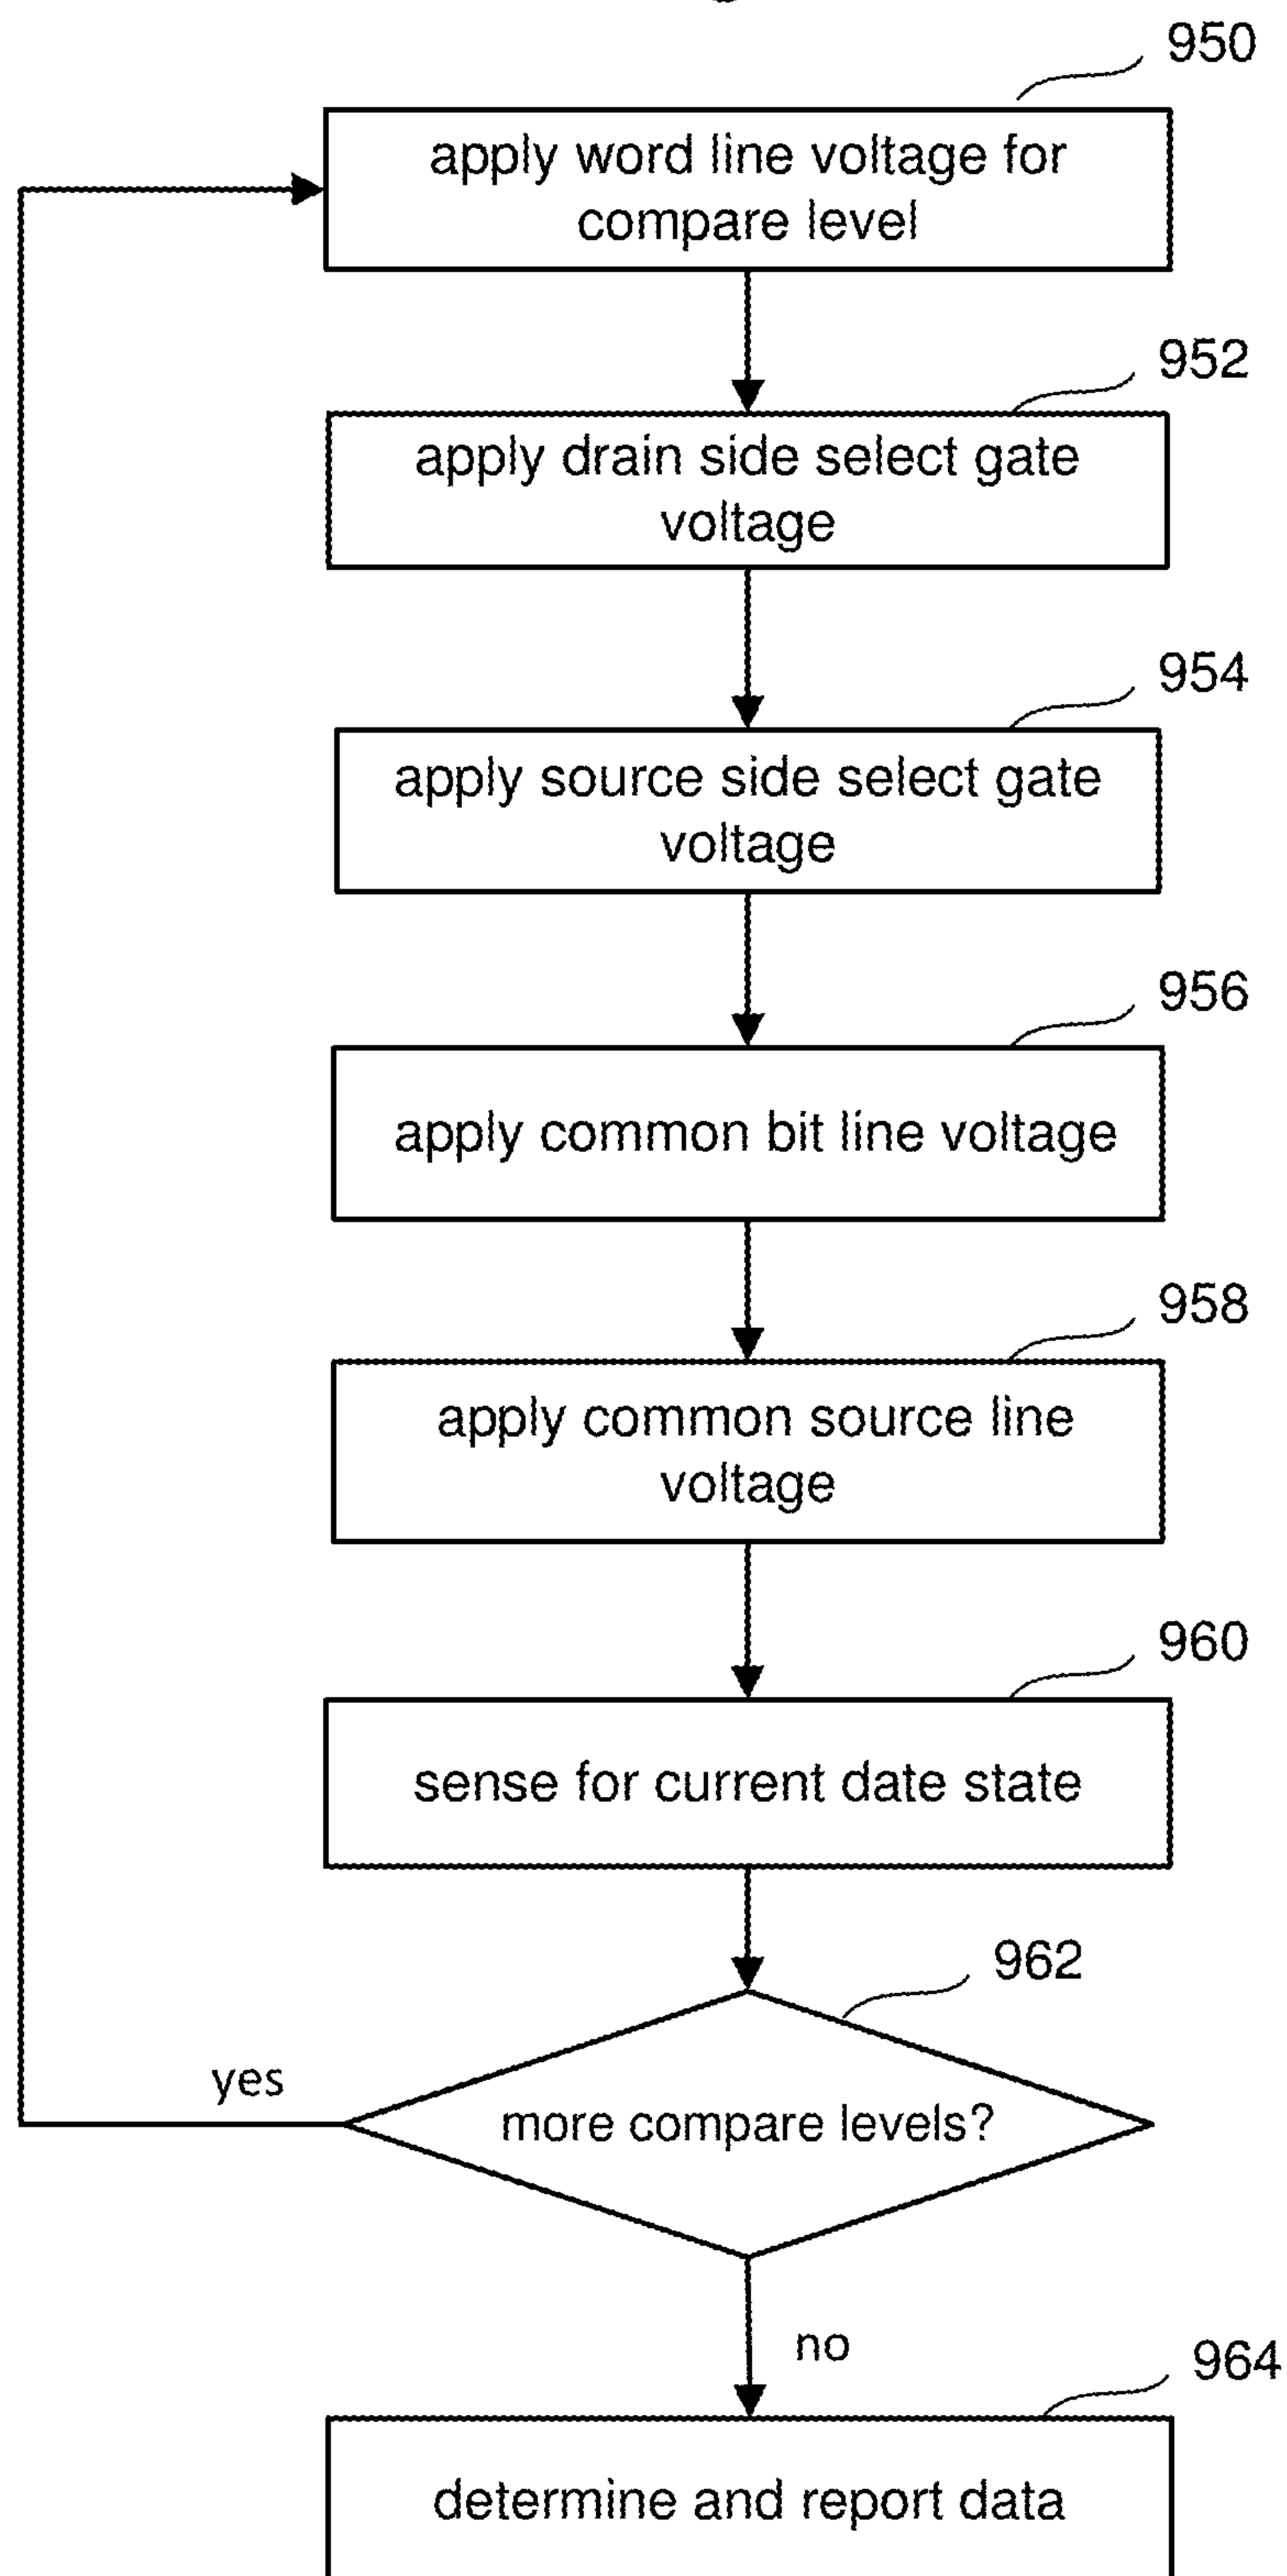 950
apply word line voltage for
compare level
952
apply drain side select gate
voltage
954
apply source side select gate
voltage
956
apply common bit line voltage
958
apply common source line
voltage
960
sense for current date state
962
yes
more compare levels?
no
964
determine and report data